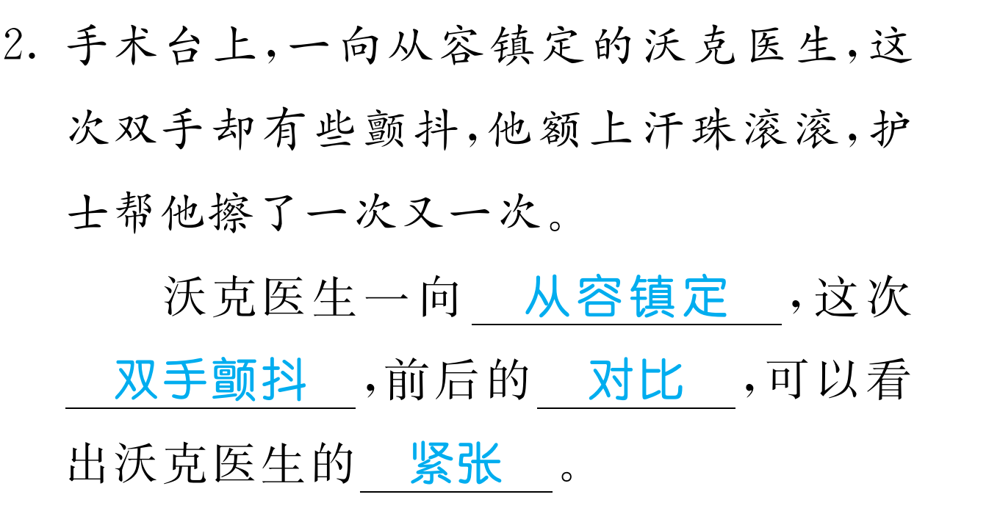 2. 手术台上,一向从容镇定的沃克医生,这
次双手却有些颤抖,他额上汗珠滚滚,护
士帮他擦了一次又一次。
沃克医生一向 从容镇定 ,这次
双手颤抖 ,前后的 对比 ,可以看
出沃克医生的 紧张 。